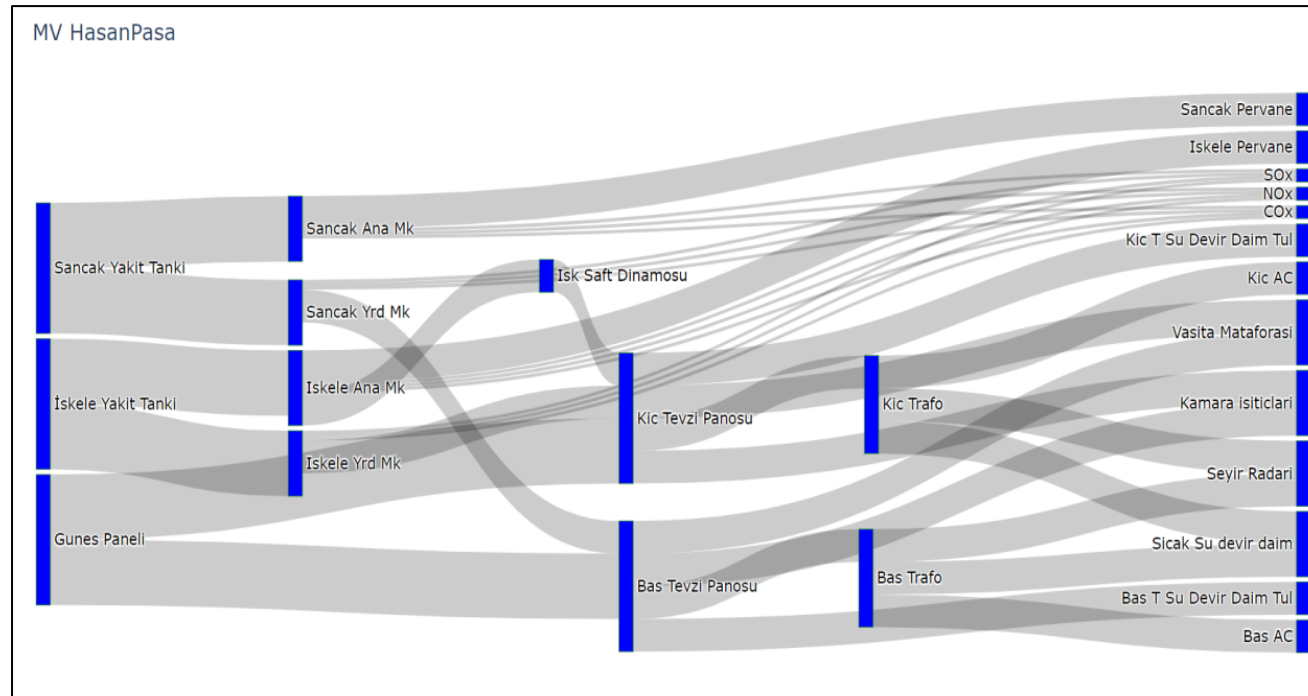 MV HasanPasa
Sancak Pervane
Iskele Pervane
SOx
NOx
COx
Sancak Ana Mk
Kic T Su Devir Daim Tul
Sancak Yakit Tanki
Isk Saft Dinamosu
Kic AC
Sancak Yrd Mk
Vasita Mataforasi
Iskele Ana Mk
İskele Yakit Tanki
Kic Trafo
Kamara isiticlari
Kic Tevzi Panosu
Iskele Yrd Mk
Seyir Radari
Gunes Paneli
Sicak Su devir daim
Bas Trafo
Bas Tevzi Panosu
Bas T Su Devir Daim Tul
Bas AC